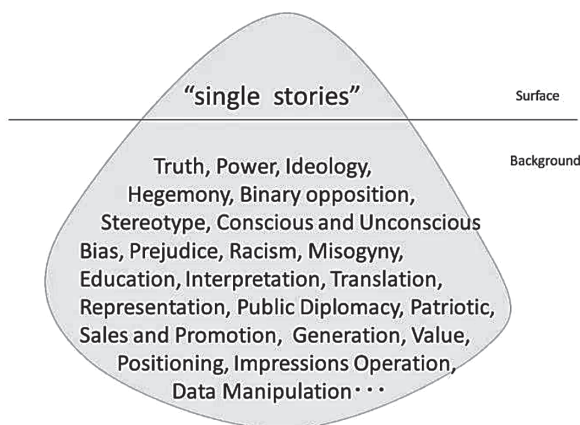 “single stories”
Surface
Background
Truth, Power, Ideology,
Hegemony, Binary opposition,
Stereotype, Conscious and Unconscious
Bias, Prejudice, Racism, Misogyny,
Education, Interpretation, Translation,
Representation, Public Diplomacy, Patriotic,
Sales and Promotion, Generation, Value,
Positioning, Impressions Operation,
Data Manipulation･･･